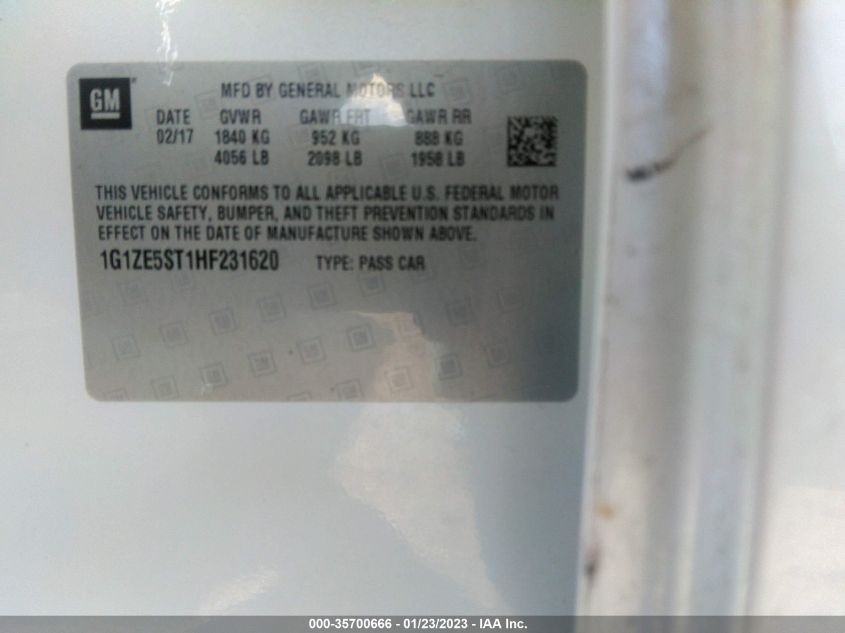 GM
MFD BY GENERAL MOTORS LLC
DATE GVWR GAWR FRT GAWR RR
02/17 1840 KG 952 KG 888 KG
4056 LB 2098 LB 1958 LB
THIS VEHICLE CONFORMS TO ALL APPLICABLE U.S. FEDERAL MOTOR
VEHICLE SAFETY, BUMPER, AND THEFT PREVENTION STANDARDS IN
EFFECT ON THE DATE OF MANUFACTURE SHOWN ABOVE.
1G1ZE5ST1HF231620 TYPE: PASS CAR
000-35700666 - 01/23/2023 - IAA Inc.